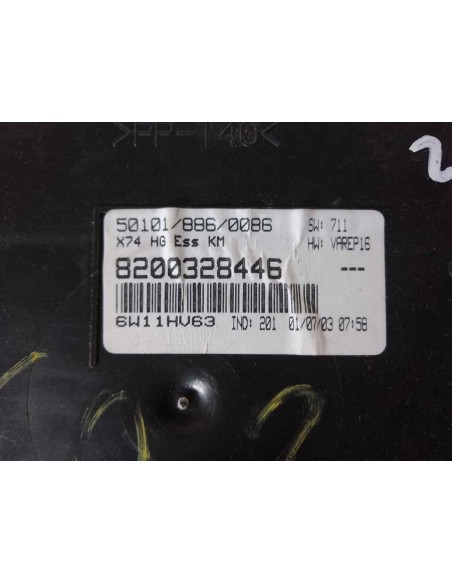 >PP-T40<
2
50101/886/0086 SW: 711
X74 HG Ess KM HW: VAREP16
8200328446 ---
6W11HV63 IND: 201 01/07/03 07:58